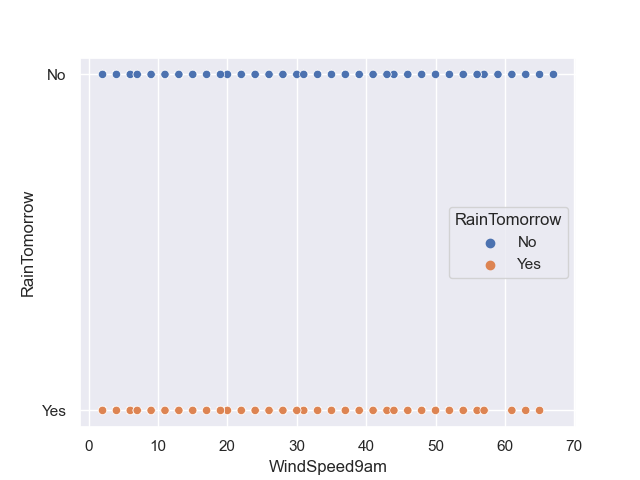 No
RainTomorrow
RainTomorrow
No
Yes
Yes
0 10 20 30 40 50 60 70
WindSpeed9am